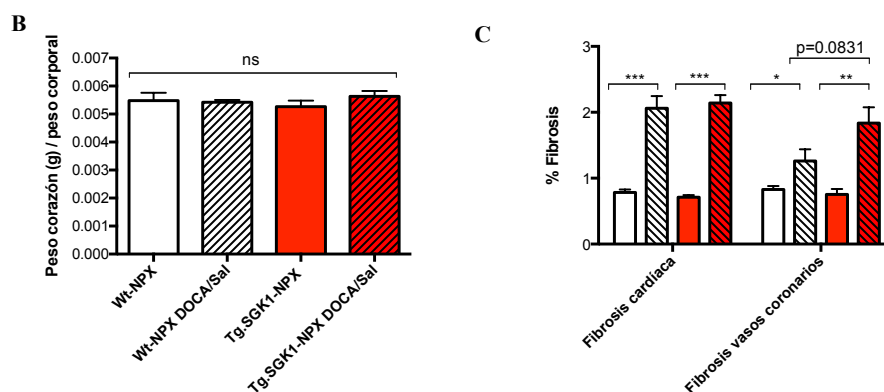 B
ns
Peso corazón (g) / peso corporal
0.007
0.006
0.005
0.004
0.003
0.002
0.001
0.000
Wt-NPX
Wt-NPX DOCA/Sal
Tg.SGK1-NPX
Tg.SGK1-NPX DOCA/Sal
C
p=0.0831
*** *** * **
% Fibrosis
3
2
1
0
Fibrosis cardíaca
Fibrosis vasos coronarios